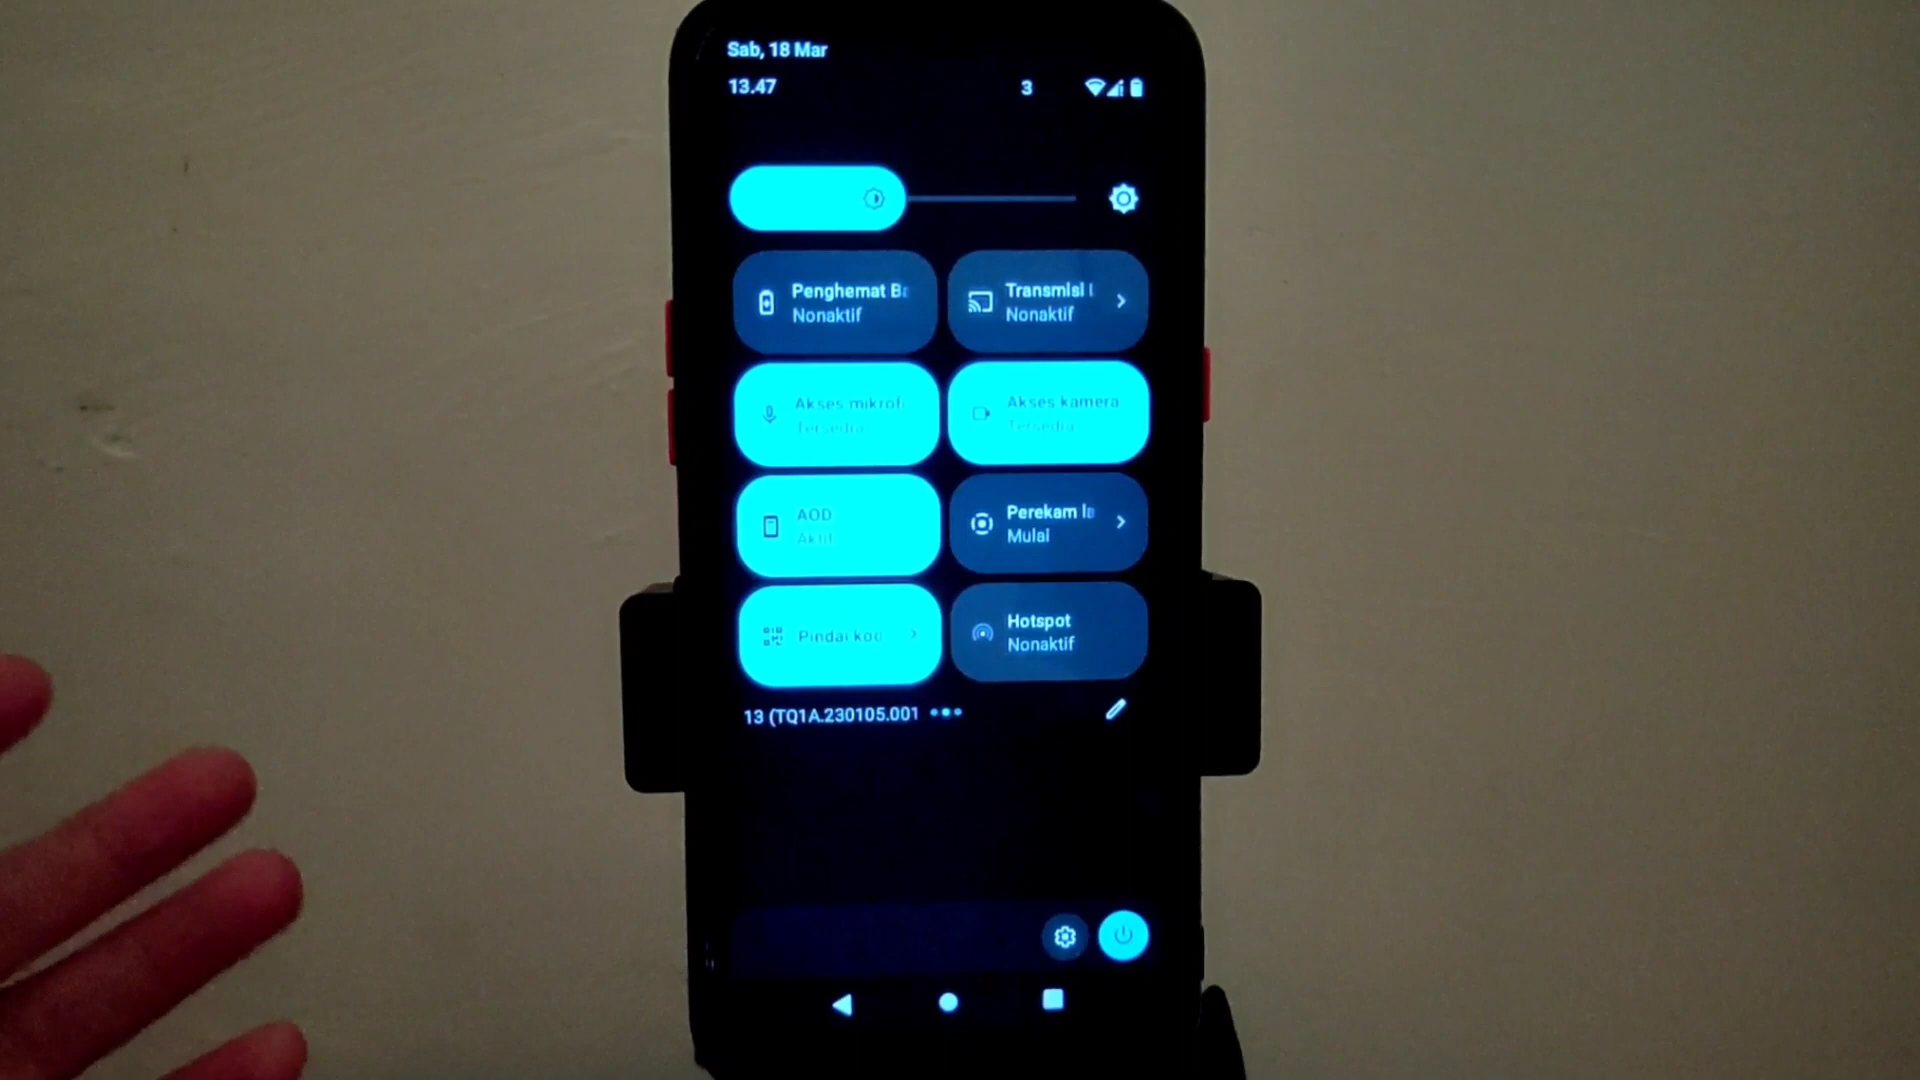 Sab, 18 Mar
13.47
3
Penghemat Ba
Nonaktif
Transmisi l
Nonaktif
Akses mikrof
Tersedia
Akses kamera
Tersedia
AOD
Aktif
Perekam la
Mulai
Pindai kod
Hotspot
Nonaktif
13 (TQ1A.230105.001